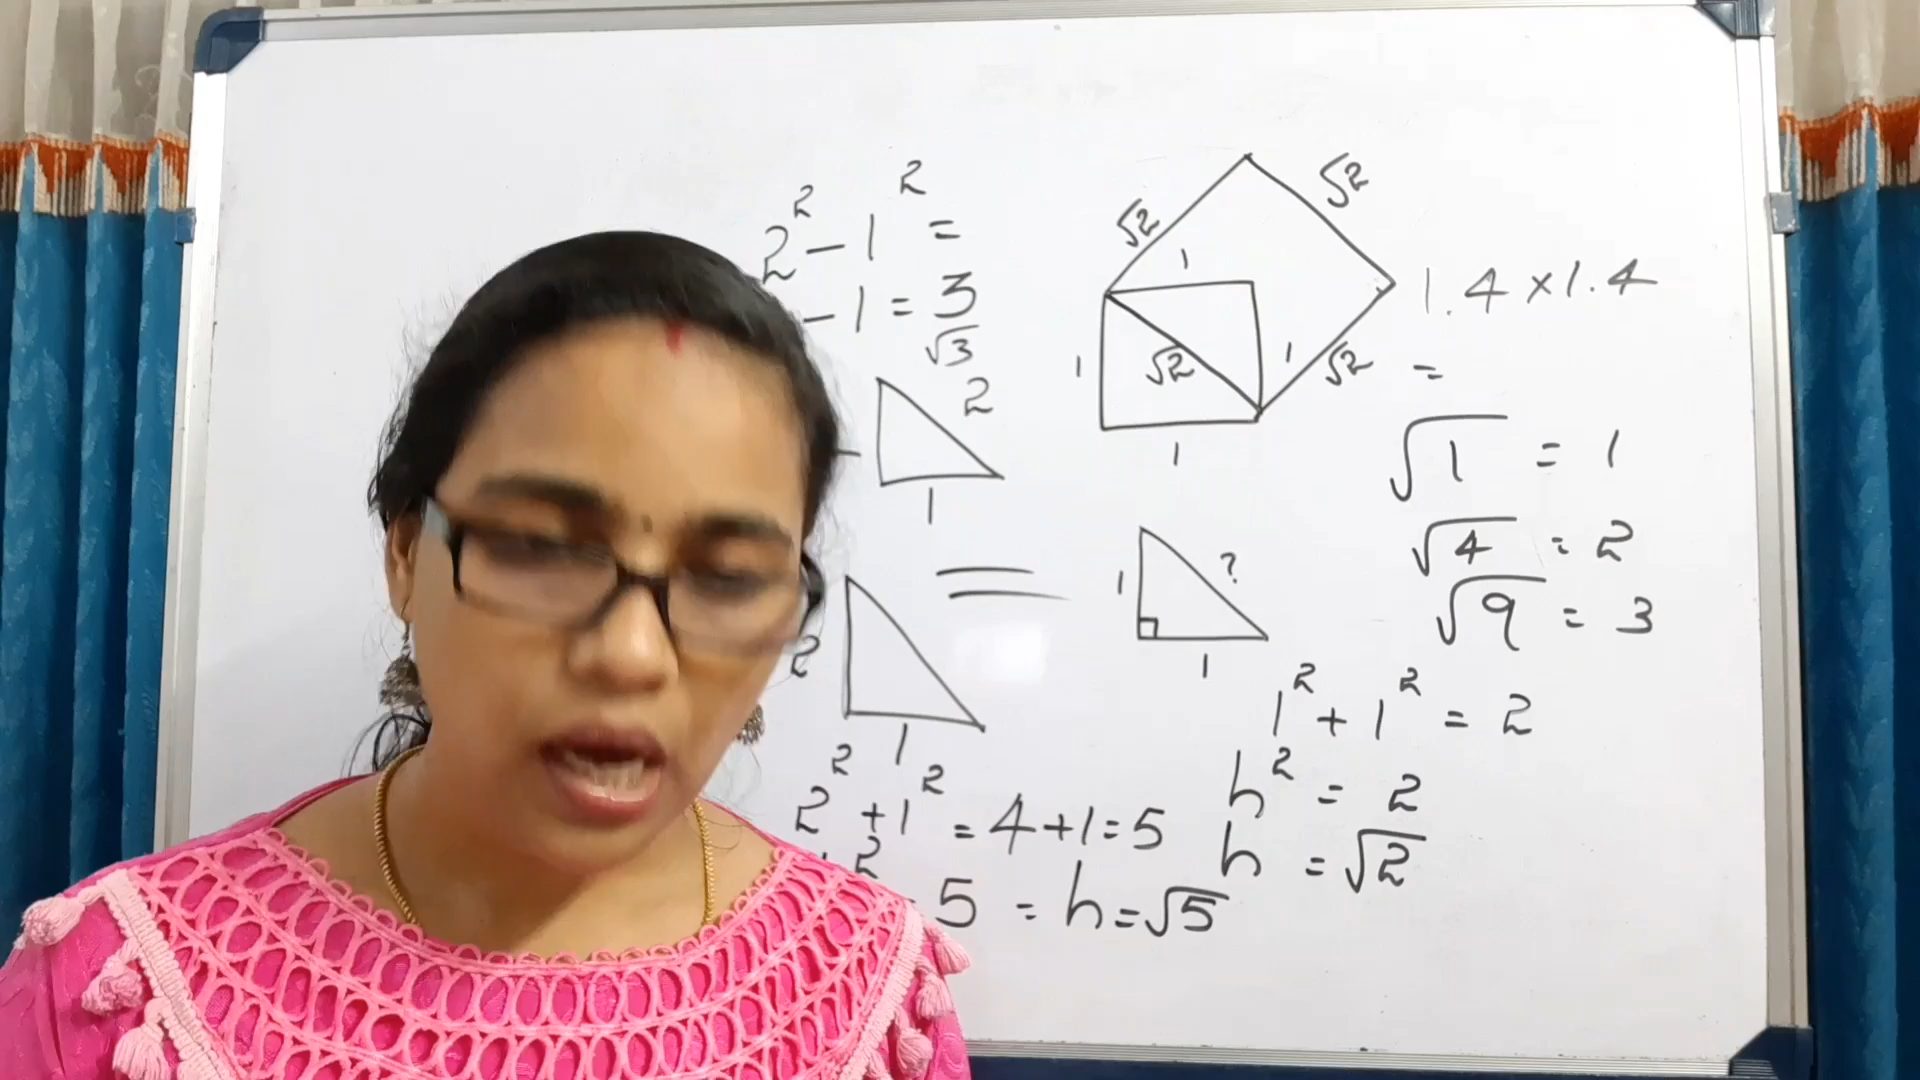 2² - 1² =
- 1 = 3
√3
2
1
2
1
2² + 1² = 4 + 1 = 5
5 = h = √5
√2
√2
1
1
√2
1
√2
1
1.4 × 1.4
=
√1 = 1
√4 = 2
√9 = 3
1
?
1
1² + 1² = 2
h² = 2
h = √2